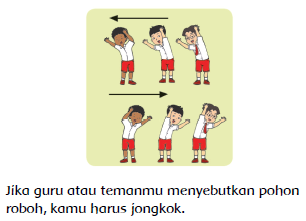 Jika guru atau temanmu menyebutkan pohon
roboh, kamu harus jongkok.